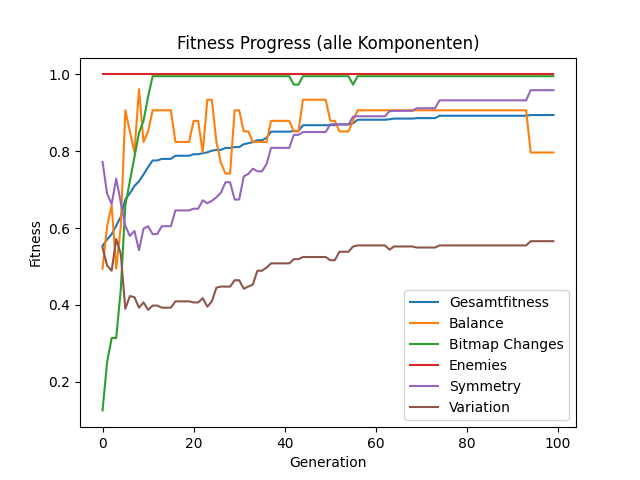 Fitness Progress (alle Komponenten)
Fitness
1.0
0.8
0.6
0.4
0.2
0
20
40
60
80
100
Generation
Gesamtfitness
Balance
Bitmap Changes
Enemies
Symmetry
Variation